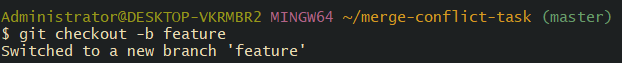 Administrator@DESKTOP-VKRMBR2 MINGW64 ~/merge-conflict-task (master)
$ git checkout -b feature
Switched to a new branch 'feature'